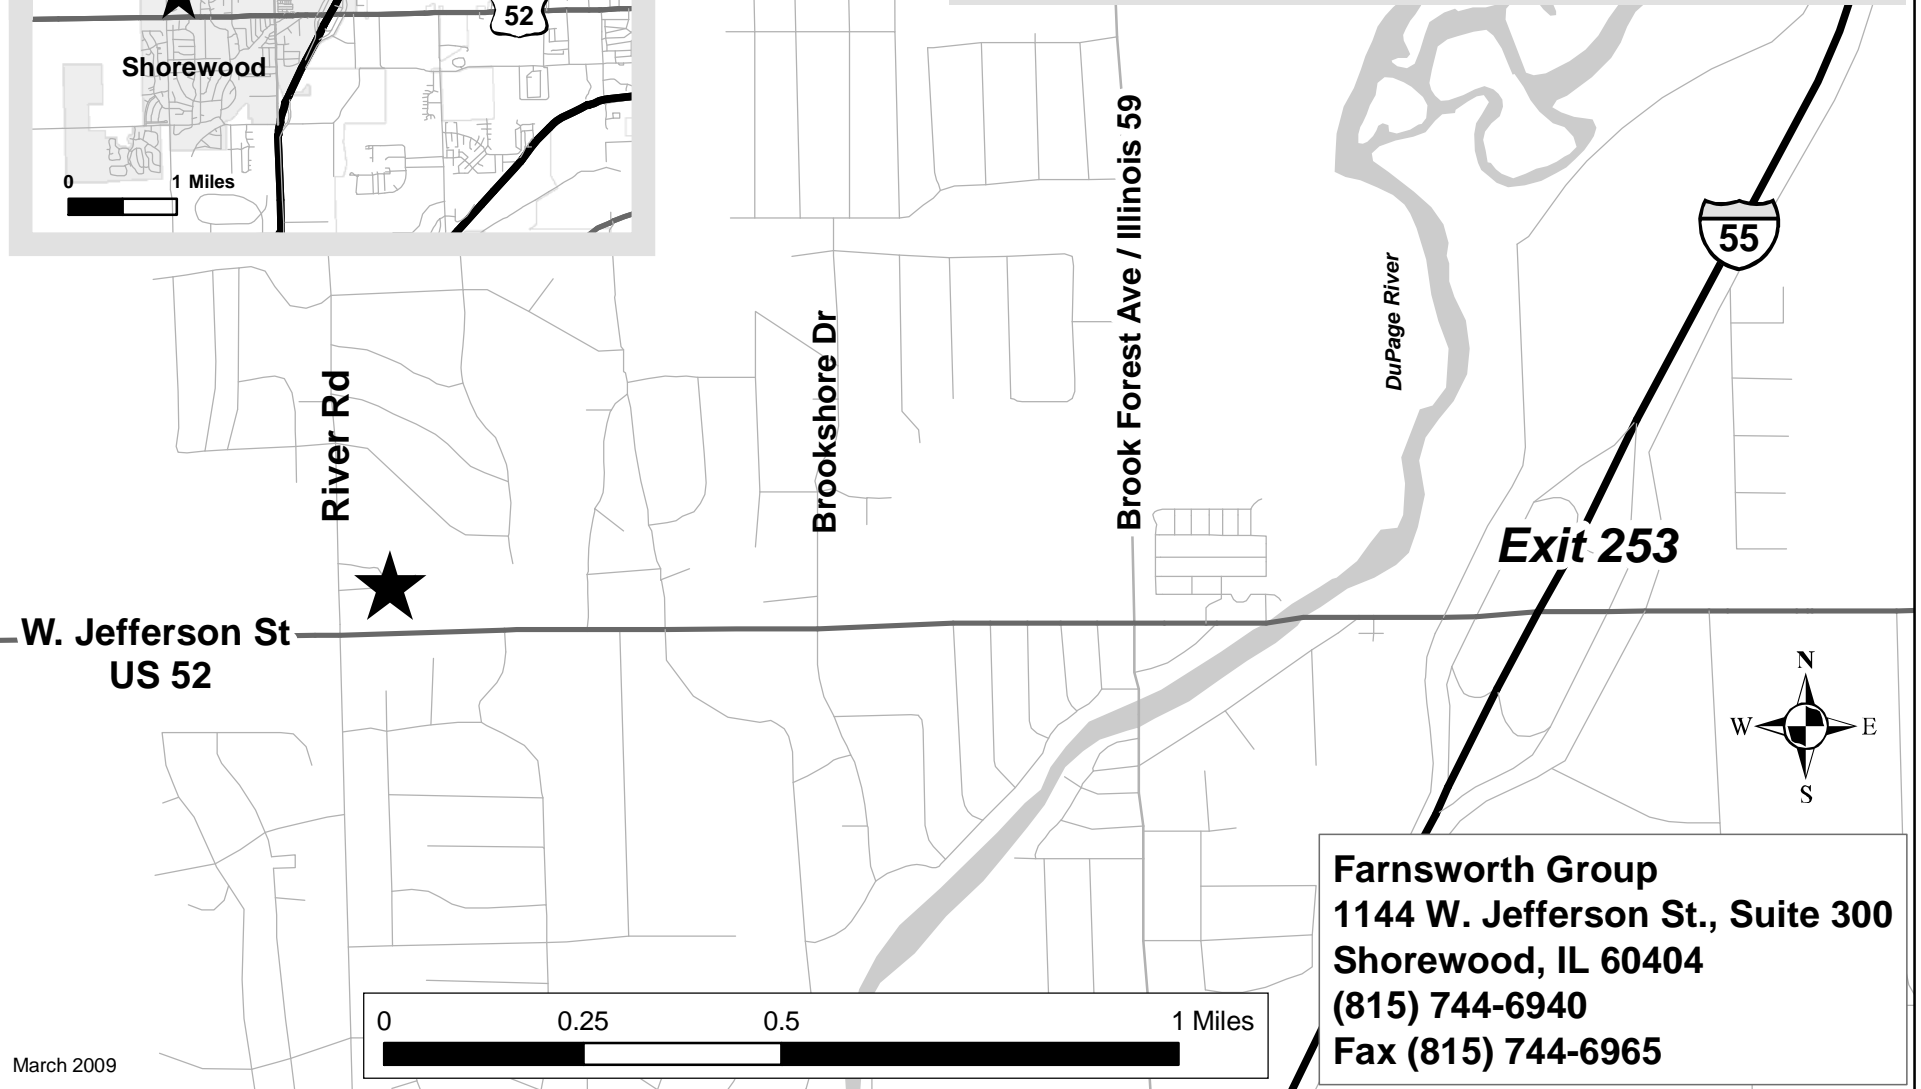 52
Shorewood
0 1 Miles
Brook Forest Ave / Illinois 59
55
DuPage River
Brookshore Dr
River Rd
Exit 253
W. Jefferson St
US 52
N
W E
S
Farnsworth Group
1144 W. Jefferson St., Suite 300
Shorewood, IL 60404
(815) 744-6940
Fax (815) 744-6965
0 0.25 0.5 1 Miles
March 2009